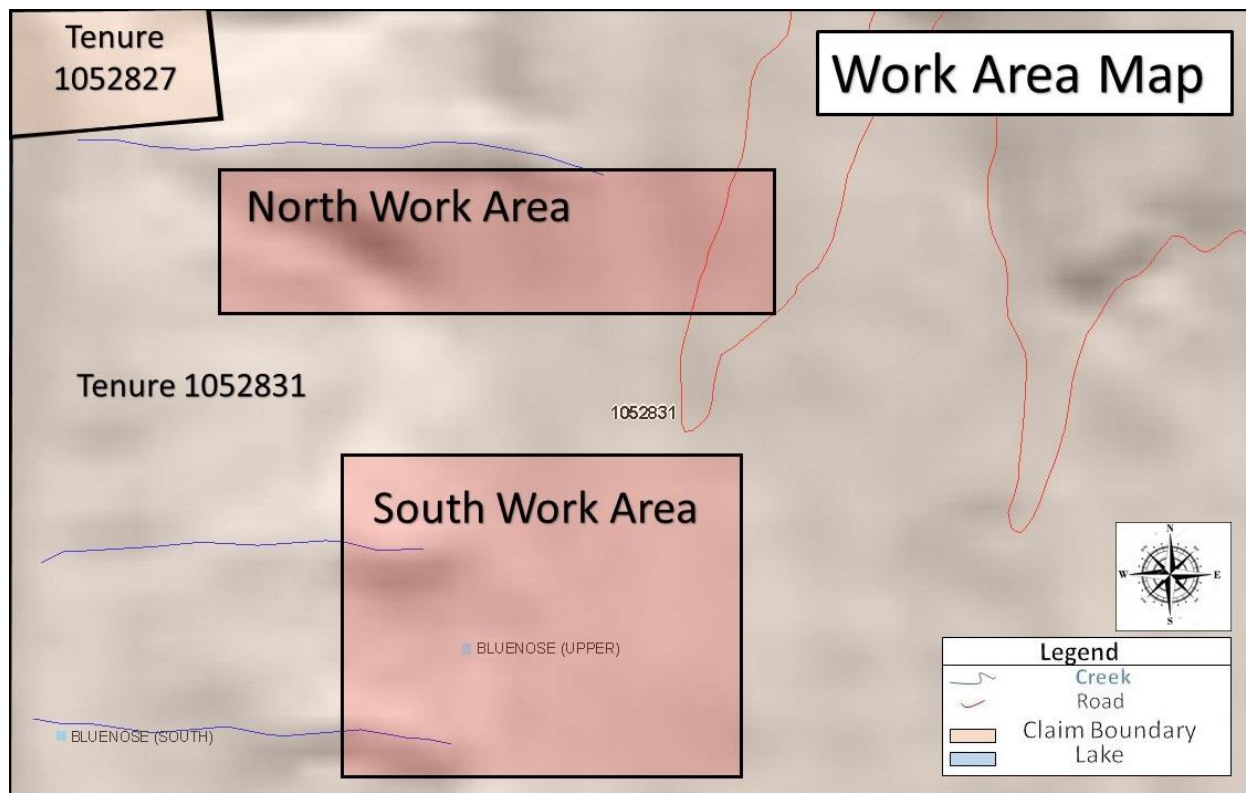 Tenure
1052827
Work Area Map
North Work Area
Tenure 1052831
1052831
South Work Area
N
W E
S
BLUENOSE (UPPER)
BLUENOSE (SOUTH)
Legend
Creek
Road
Claim Boundary
Lake